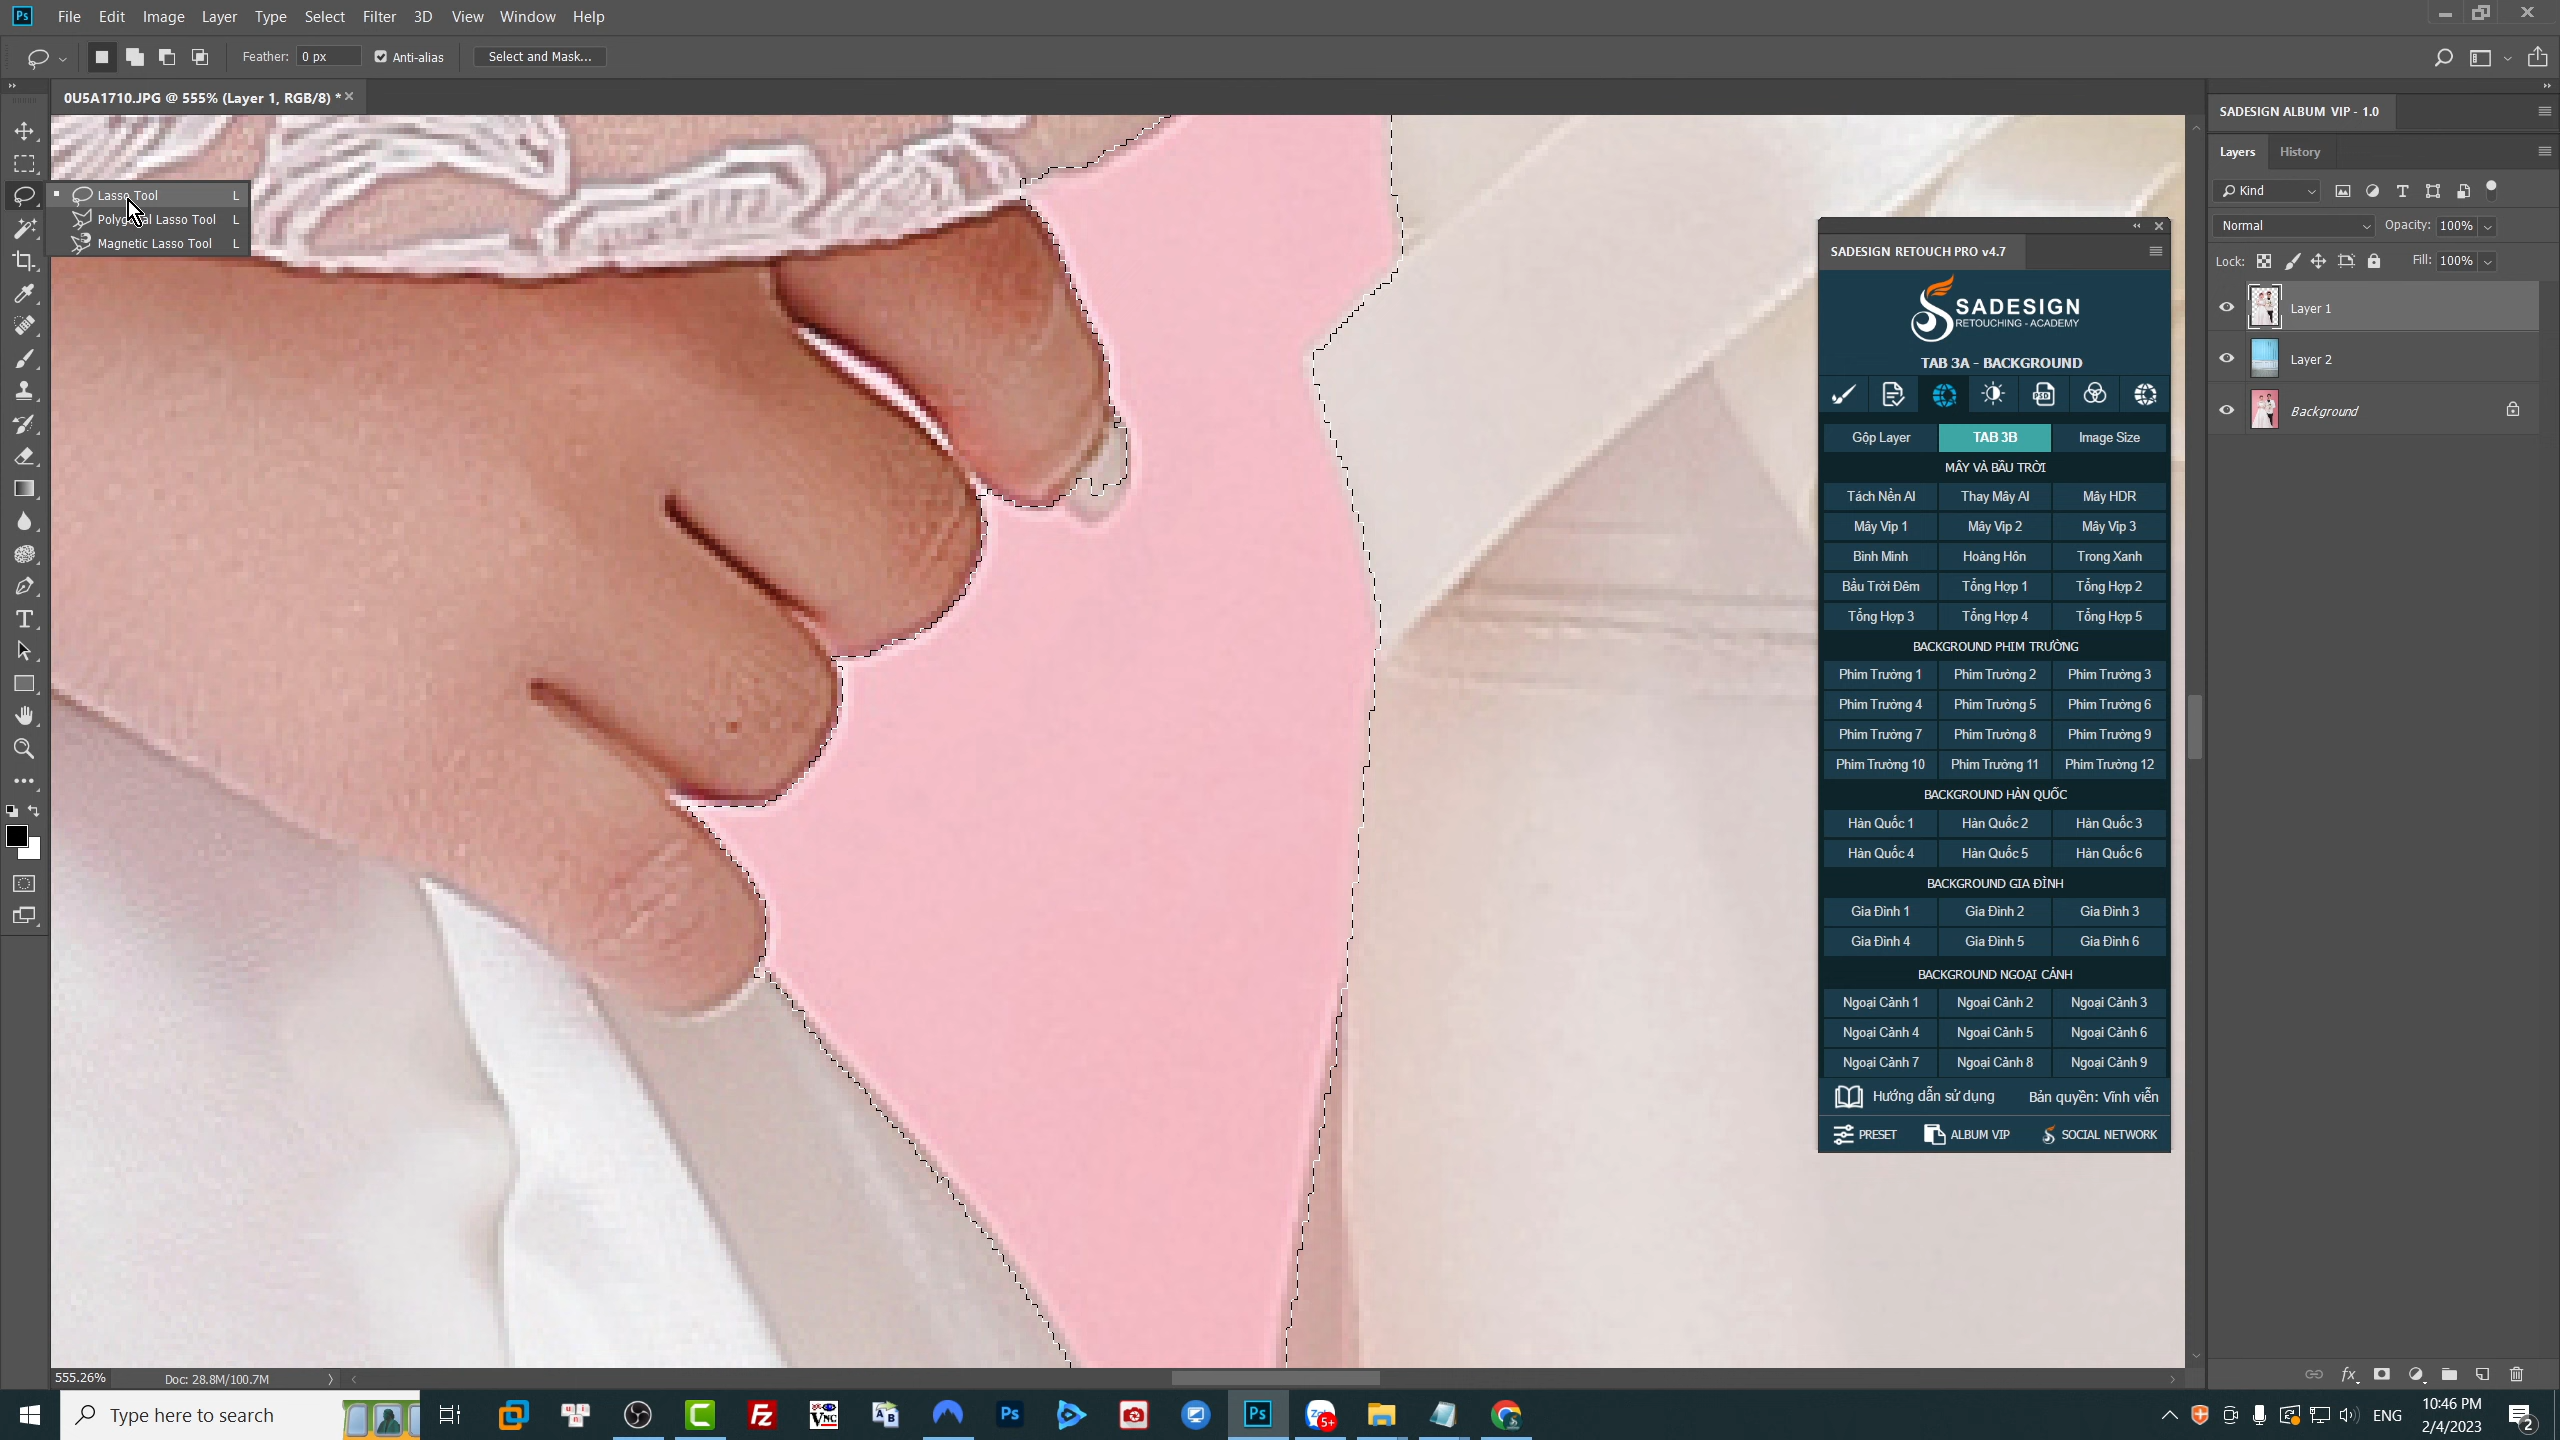 Ps File Edit Image Layer Type Select Filter 3D View Window Help
Feather: 0 px Anti-alias Select and Mask...
0U5A1710.JPG @ 555% (Layer 1, RGB/8) *
Lasso Tool L
Polygonal Lasso Tool L
Magnetic Lasso Tool L
SADESIGN ALBUM VIP - 1.0
Layers History
Kind
Normal Opacity: 100%
Lock: Fill: 100%
Layer 1
Layer 2
Background
SADESIGN RETOUCH PRO v4.7
SADESIGN
RETOUCHING - ACADEMY
TAB 3A - BACKGROUND
Gộp Layer TAB 3B Image Size
MÂY VÀ BẦU TRỜI
Tách Nền AI Thay Mây AI Mây HDR
Mây Vip 1 Mây Vip 2 Mây Vip 3
Bình Minh Hoàng Hôn Trong Xanh
Bầu Trời Đêm Tổng Hợp 1 Tổng Hợp 2
Tổng Hợp 3 Tổng Hợp 4 Tổng Hợp 5
BACKGROUND PHIM TRƯỜNG
Phim Trường 1 Phim Trường 2 Phim Trường 3
Phim Trường 4 Phim Trường 5 Phim Trường 6
Phim Trường 7 Phim Trường 8 Phim Trường 9
Phim Trường 10 Phim Trường 11 Phim Trường 12
BACKGROUND HÀN QUỐC
Hàn Quốc 1 Hàn Quốc 2 Hàn Quốc 3
Hàn Quốc 4 Hàn Quốc 5 Hàn Quốc 6
BACKGROUND GIA ĐÌNH
Gia Đình 1 Gia Đình 2 Gia Đình 3
Gia Đình 4 Gia Đình 5 Gia Đình 6
BACKGROUND NGOẠI CẢNH
Ngoại Cảnh 1 Ngoại Cảnh 2 Ngoại Cảnh 3
Ngoại Cảnh 4 Ngoại Cảnh 5 Ngoại Cảnh 6
Ngoại Cảnh 7 Ngoại Cảnh 8 Ngoại Cảnh 9
Hướng dẫn sử dụng Bản quyền: Vĩnh viễn
PRESET ALBUM VIP SOCIAL NETWORK
555.26% Doc: 28.8M/100.7M
Type here to search
Ps
Ps
5+
ENG
10:46 PM
2/4/2023
2